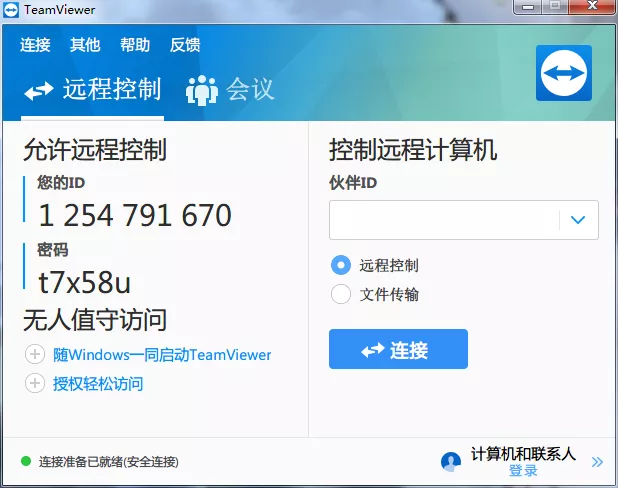 TeamViewer
连接 其他 帮助 反馈
远程控制 会议
允许远程控制
您的ID
1 254 791 670
密码
t7x58u
无人值守访问
随Windows一同启动TeamViewer
授权轻松访问
控制远程计算机
伙伴ID
远程控制
文件传输
连接
连接准备已就绪(安全连接)
计算机和联系人
登录